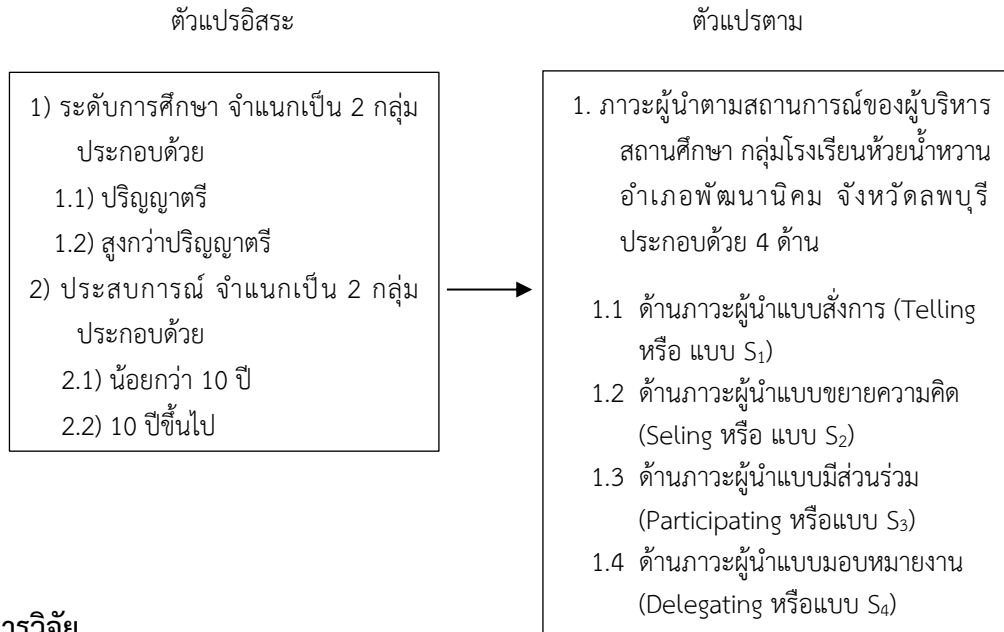 ตัวแปรอิสระ
ตัวแปรตาม
1) ระดับการศึกษา จำแนกเป็น 2 กลุ่ม
ประกอบด้วย
1.1) ปริญญาตรี
1.2) สูงกว่าปริญญาตรี
2) ประสบการณ์ จำแนกเป็น 2 กลุ่ม
ประกอบด้วย
2.1) น้อยกว่า 10 ปี
2.2) 10 ปีขึ้นไป
1. ภาวะผู้นำตามสถานการณ์ของผู้บริหาร
สถานศึกษา กลุ่มโรงเรียนห้วยน้ำหวาน
อำเภอพัฒนานิคม จังหวัดลพบุรี
ประกอบด้วย 4 ด้าน
1.1 ด้านภาวะผู้นำแบบสั่งการ (Telling
หรือ แบบ S₁)
1.2 ด้านภาวะผู้นำแบบขยายความคิด
(Seling หรือ แบบ S₂)
1.3 ด้านภาวะผู้นำแบบมีส่วนร่วม
(Participating หรือแบบ S₃)
1.4 ด้านภาวะผู้นำแบบมอบหมายงาน
(Delegating หรือแบบ S₄)
ารวิจัย